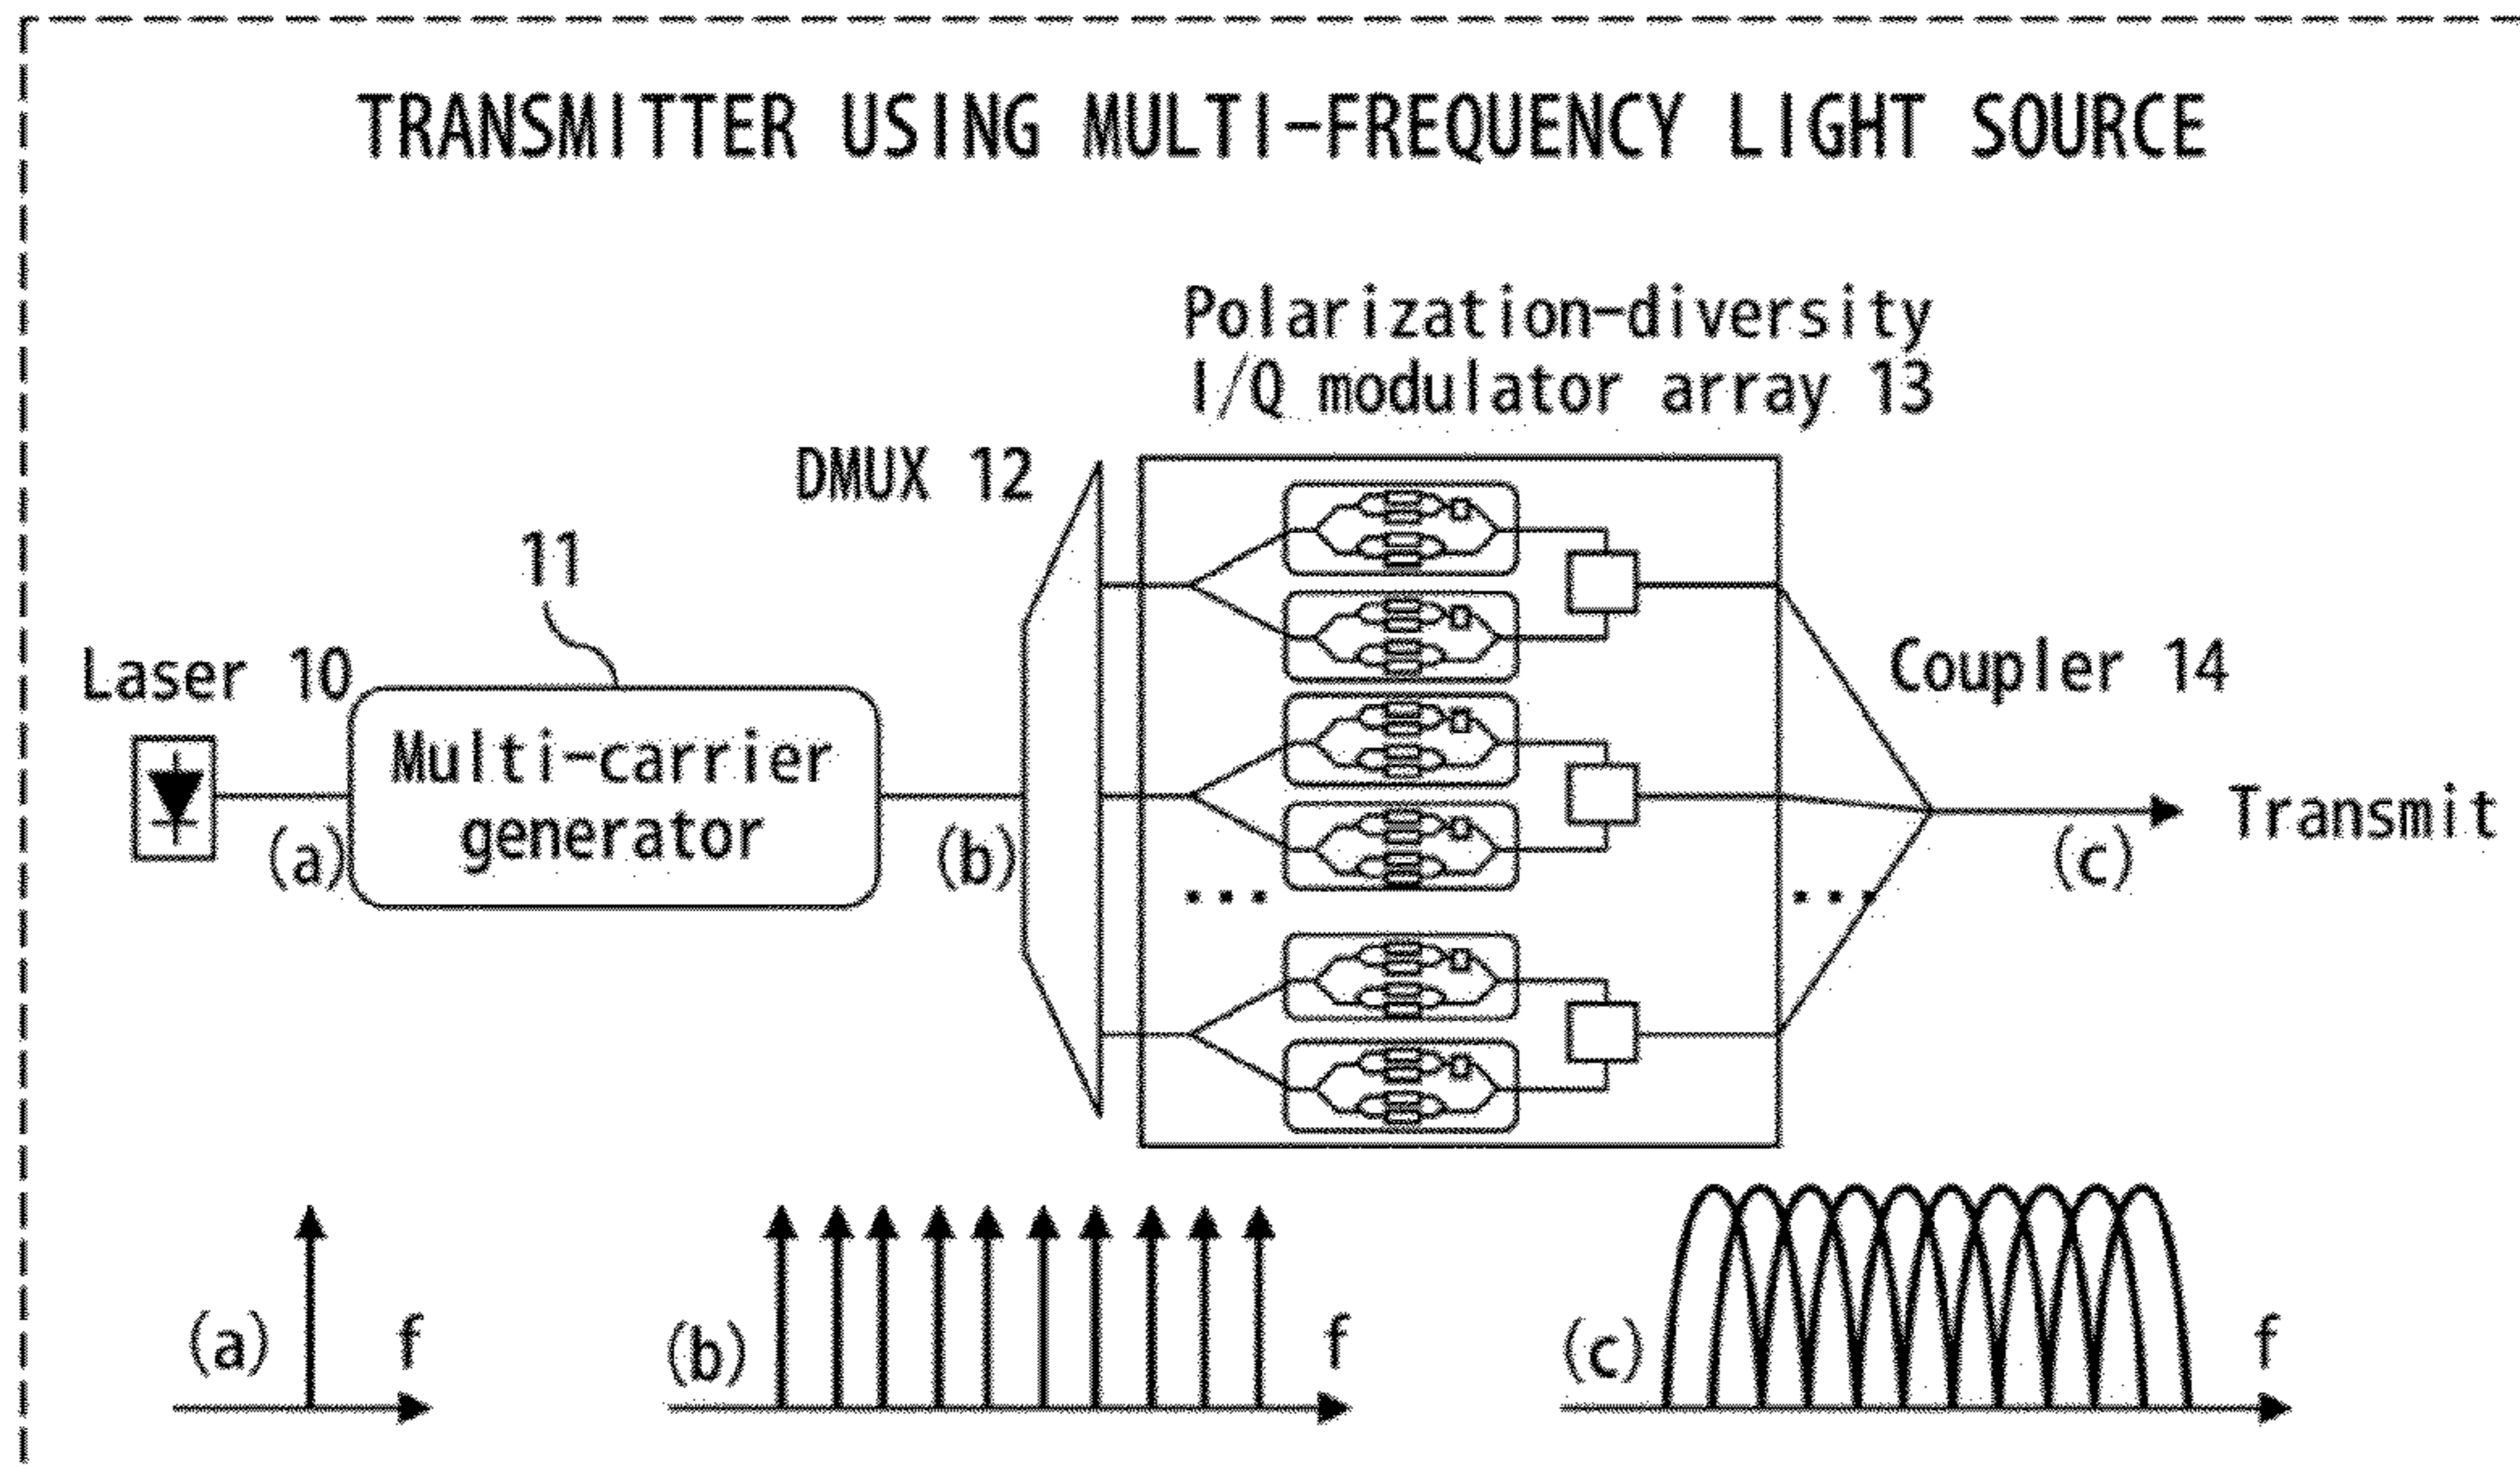 TRANSMITTER USING MULTI-FREQUENCY LIGHT SOURCE
Polarization-diversity
I/Q modulator array 13
DMUX 12
11
Laser 10
Coupler 14
Multi-carrier
generator
Transmit
(a)
(b)
(c)
...
...
(a)
f
(b)
f
(c)
f